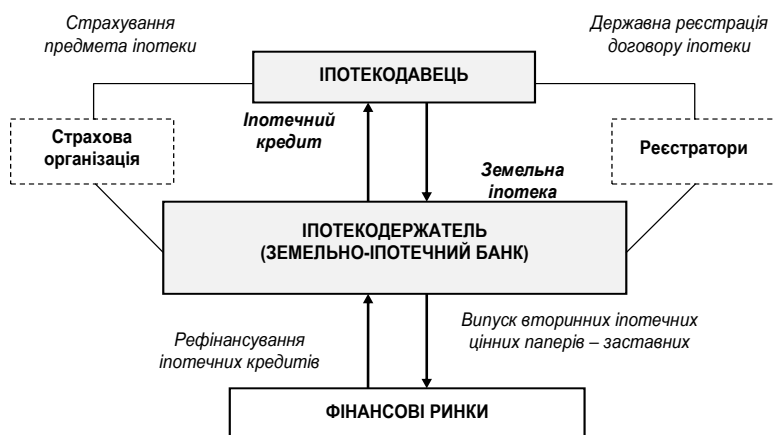 Страхування
предмета іпотеки
Державна реєстрація
договору іпотеки
ІПОТЕКОДАВЕЦЬ
Іпотечний
кредит
Страхова
організація
Реєстратори
Земельна
іпотека
ІПОТЕКОДЕРЖАТЕЛЬ
(ЗЕМЕЛЬНО-ІПОТЕЧНИЙ БАНК)
Рефінансування
іпотечних кредитів
Випуск вторинних іпотечних
цінних паперів – заставних
ФІНАНСОВІ РИНКИ